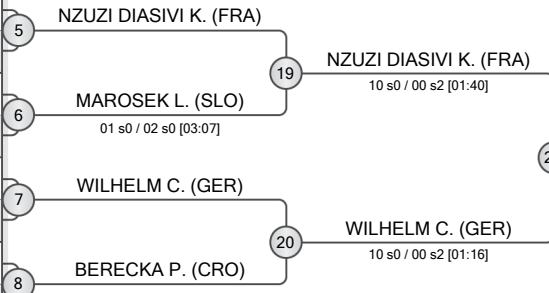 NZUZI DIASIVI K. (FRA)
5
19
NZUZI DIASIVI K. (FRA)
10 s0 / 00 s2 [01:40]
MAROSEK L. (SLO)
6
01 s0 / 02 s0 [03:07]
WILHELM C. (GER)
7
20
WILHELM C. (GER)
10 s0 / 00 s2 [01:16]
BERECKA P. (CRO)
8